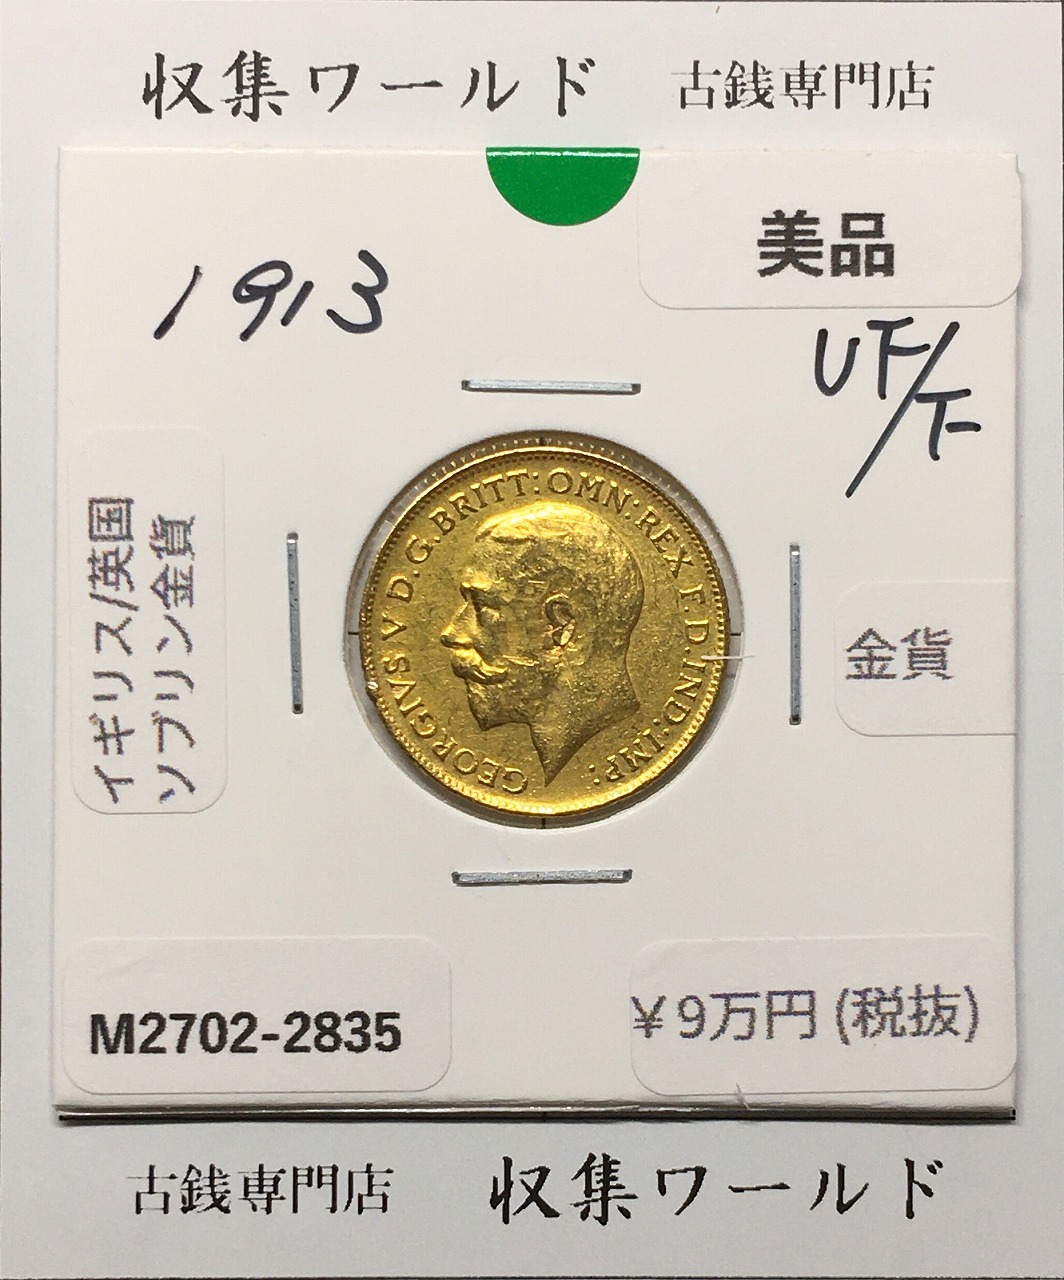 収集ワールド 古銭専門店
美品
1913
UF/F
イギリス/英国
ソブリン金貨
GEORGIVS V D.G.BRITT:OMN:REX F.D.IND:IMP:
金貨
M2702-2835
¥9万円(税抜)
古銭専門店 収集ワールド